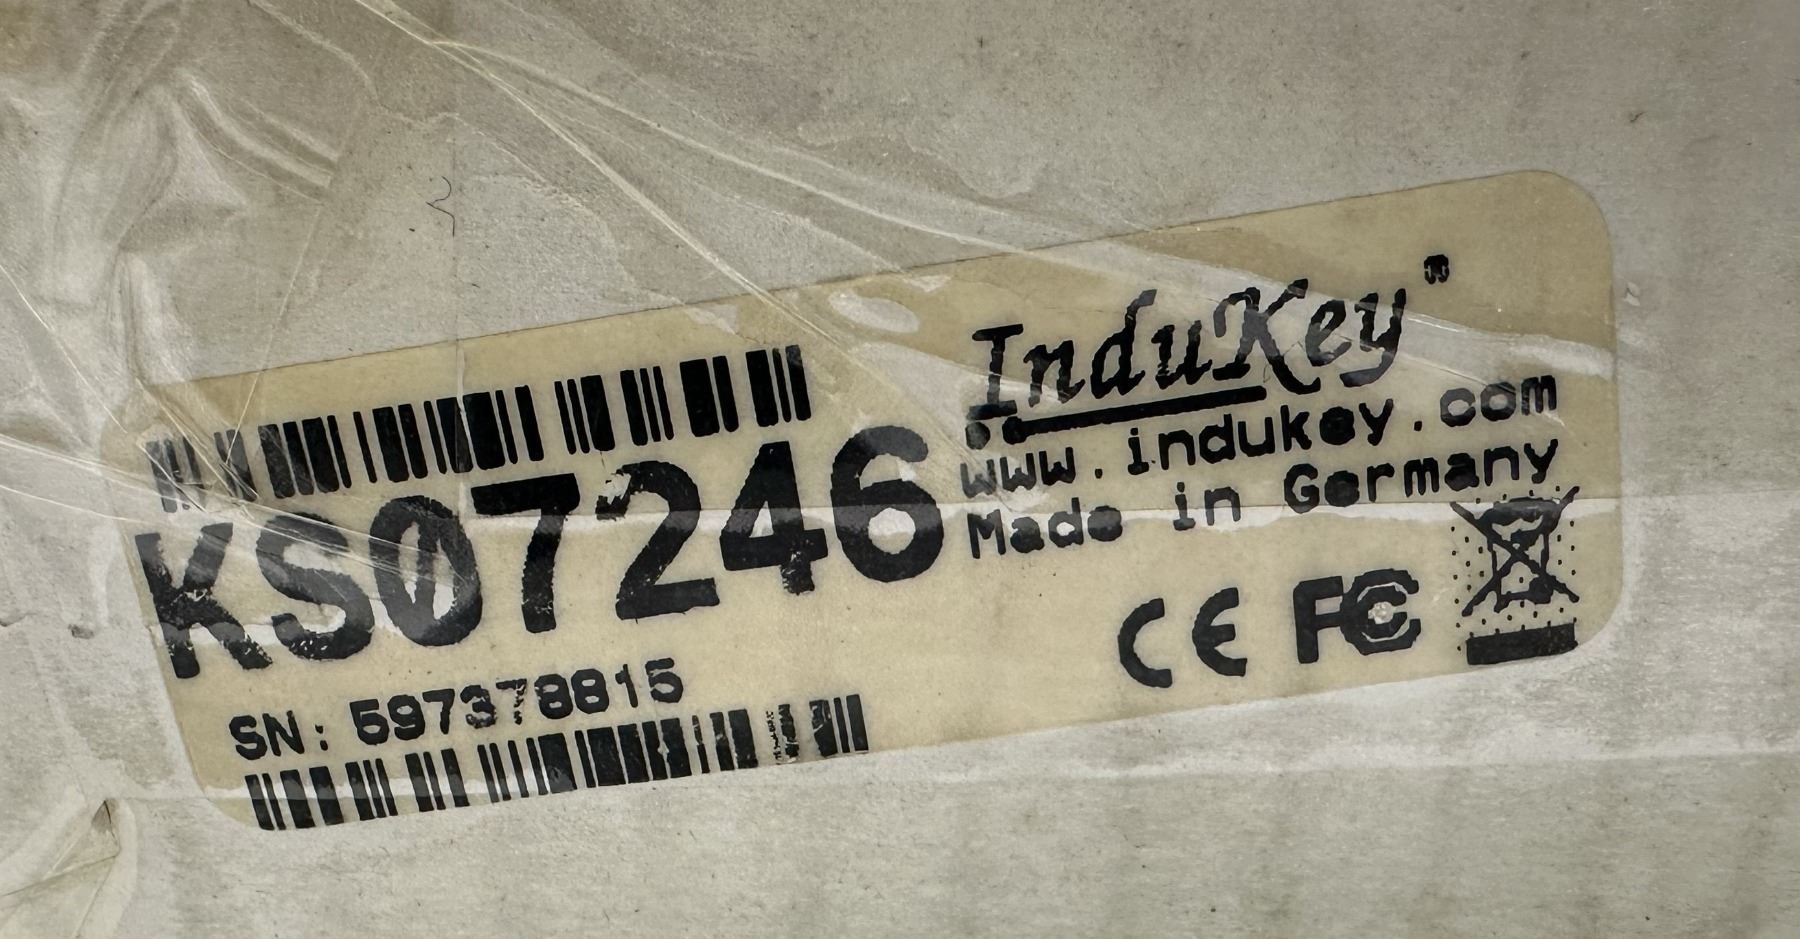 KS07246
SN: 597378815
InduKey®
www.indukey.com
Made in Germany
CE FC